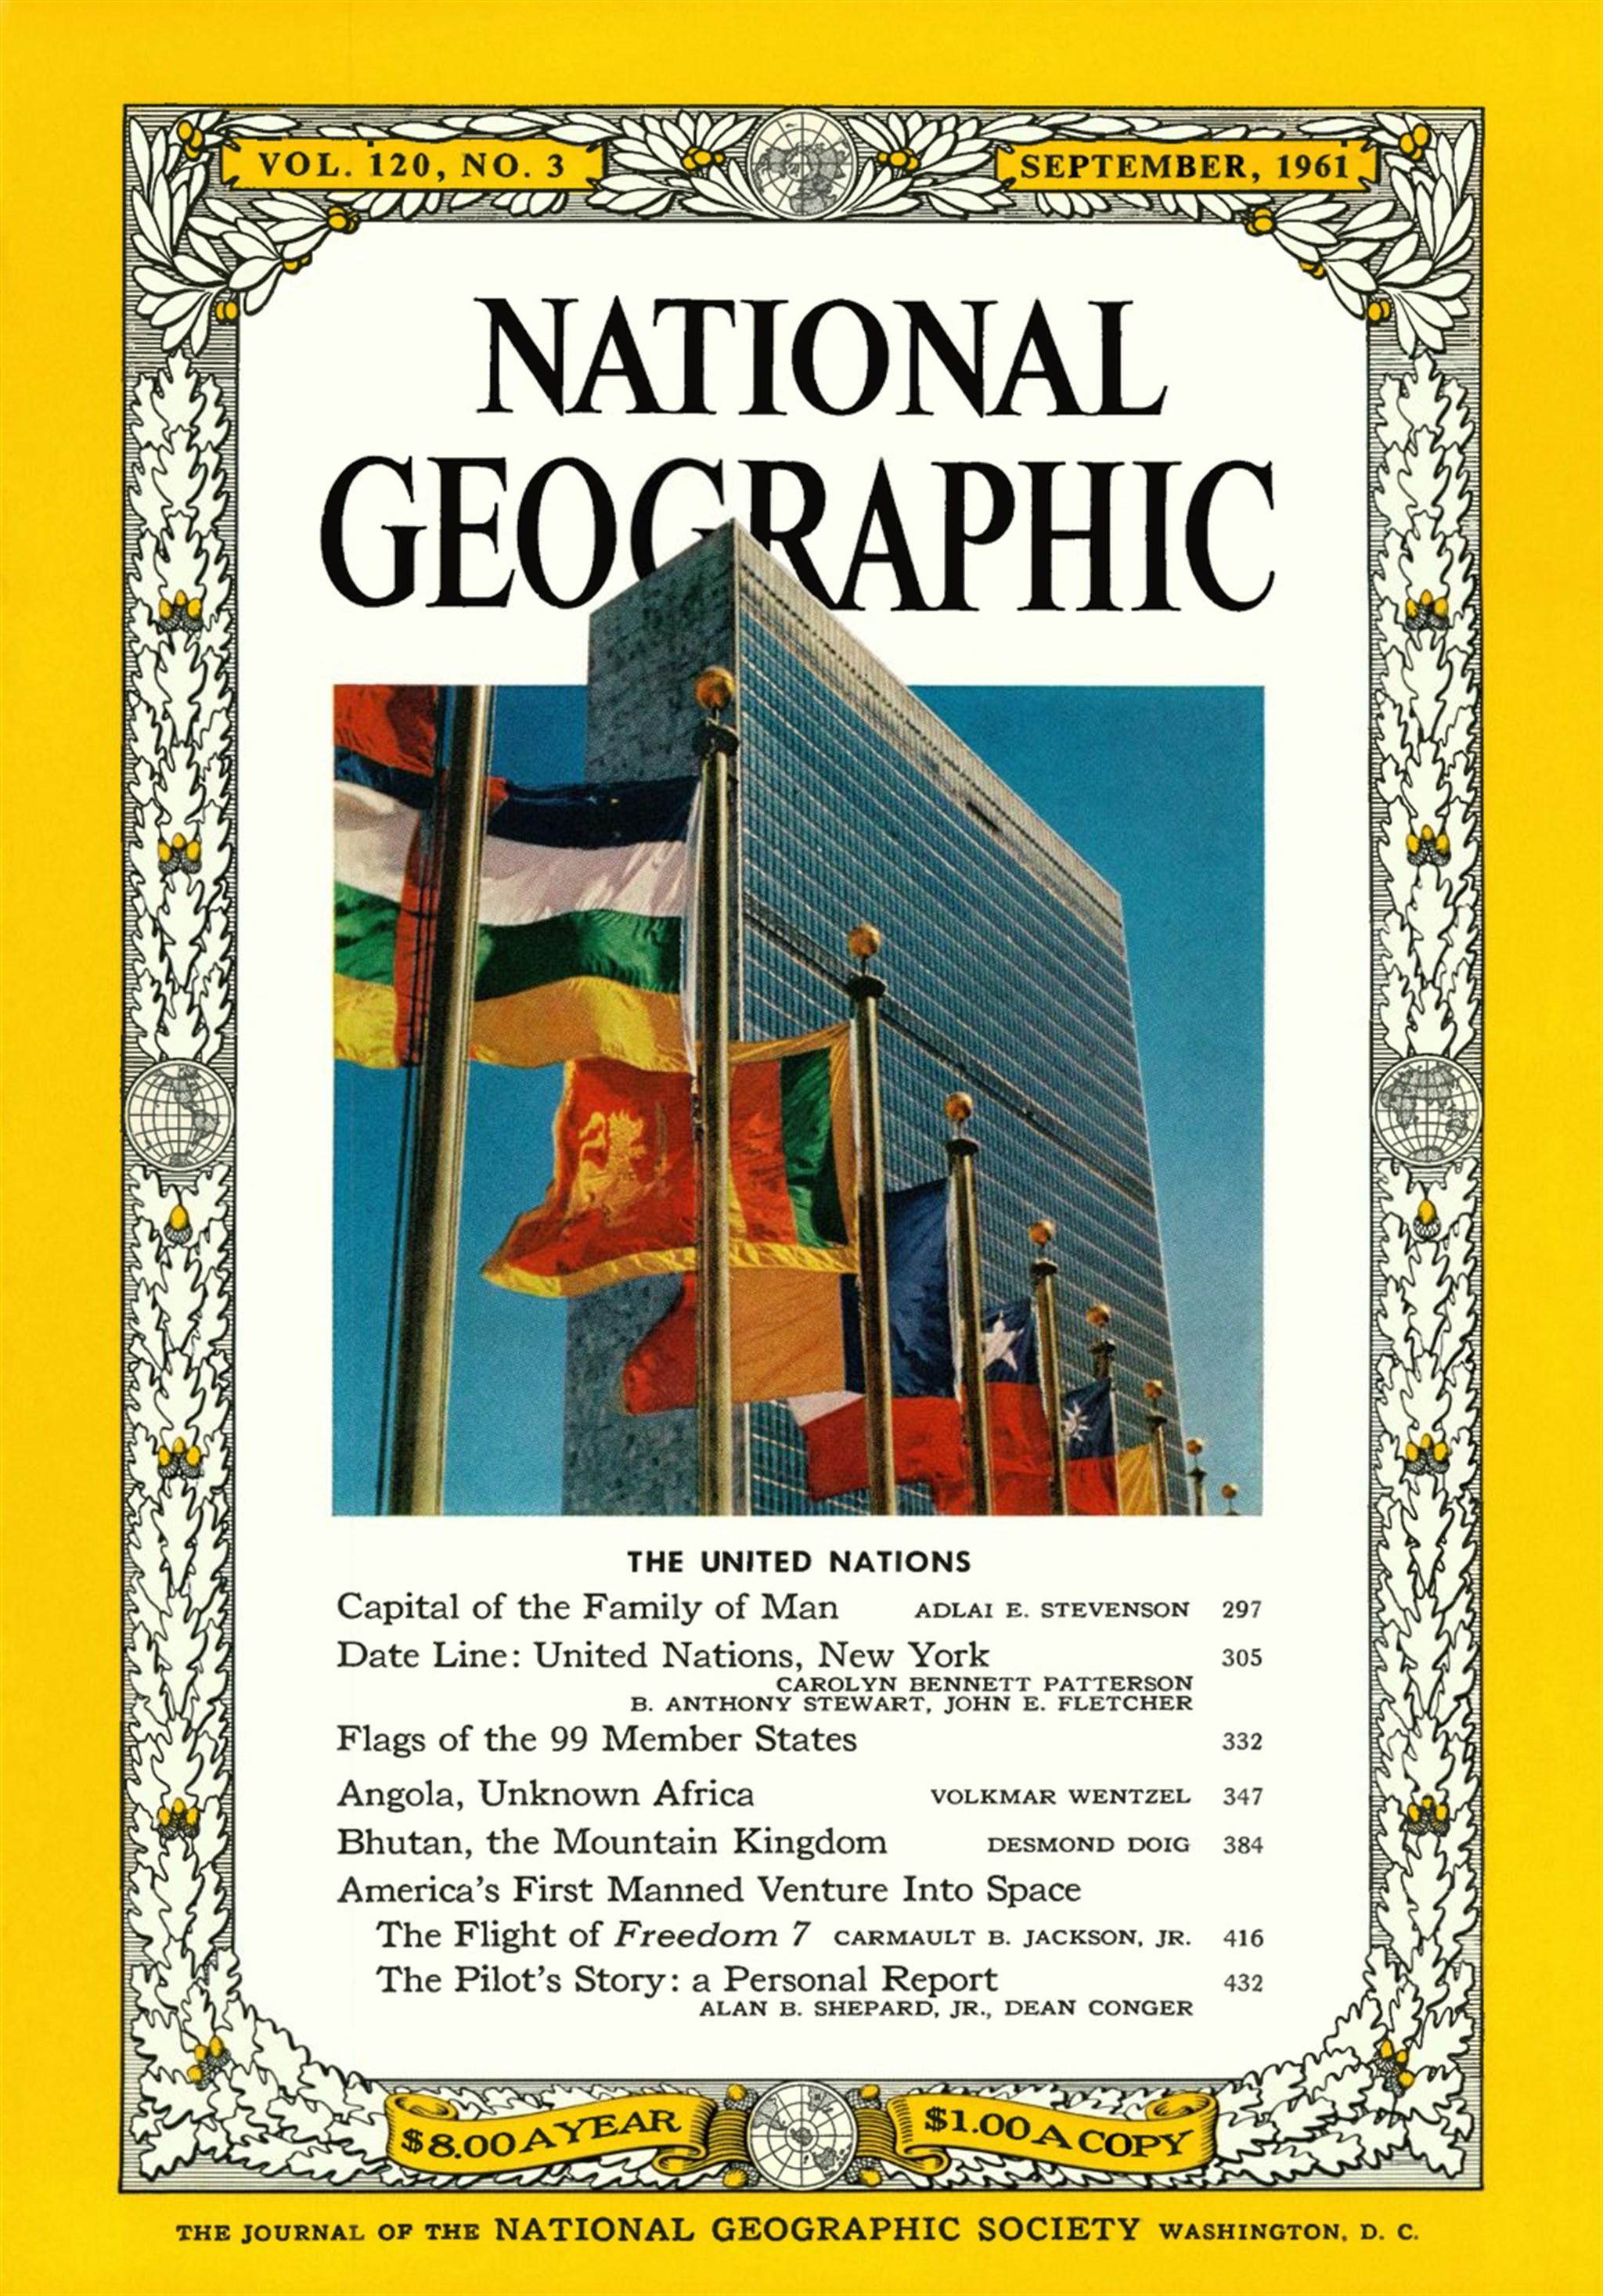 VOL. 120, NO. 3
SEPTEMBER, 1961
NATIONAL
GEOGRAPHIC
THE UNITED NATIONS
Capital of the Family of Man ADLAI E. STEVENSON 297
Date Line: United Nations, New York 305
CAROLYN BENNETT PATTERSON
B. ANTHONY STEWART, JOHN E. FLETCHER
Flags of the 99 Member States 332
Angola, Unknown Africa VOLKMAR WENTZEL 347
Bhutan, the Mountain Kingdom DESMOND DOIG 384
America's First Manned Venture Into Space
The Flight of Freedom 7 CARMAULT B. JACKSON, JR. 416
The Pilot's Story: a Personal Report 432
ALAN B. SHEPARD, JR., DEAN CONGER
$8.00 A YEAR
$1.00 A COPY
THE JOURNAL OF THE NATIONAL GEOGRAPHIC SOCIETY WASHINGTON, D. C.